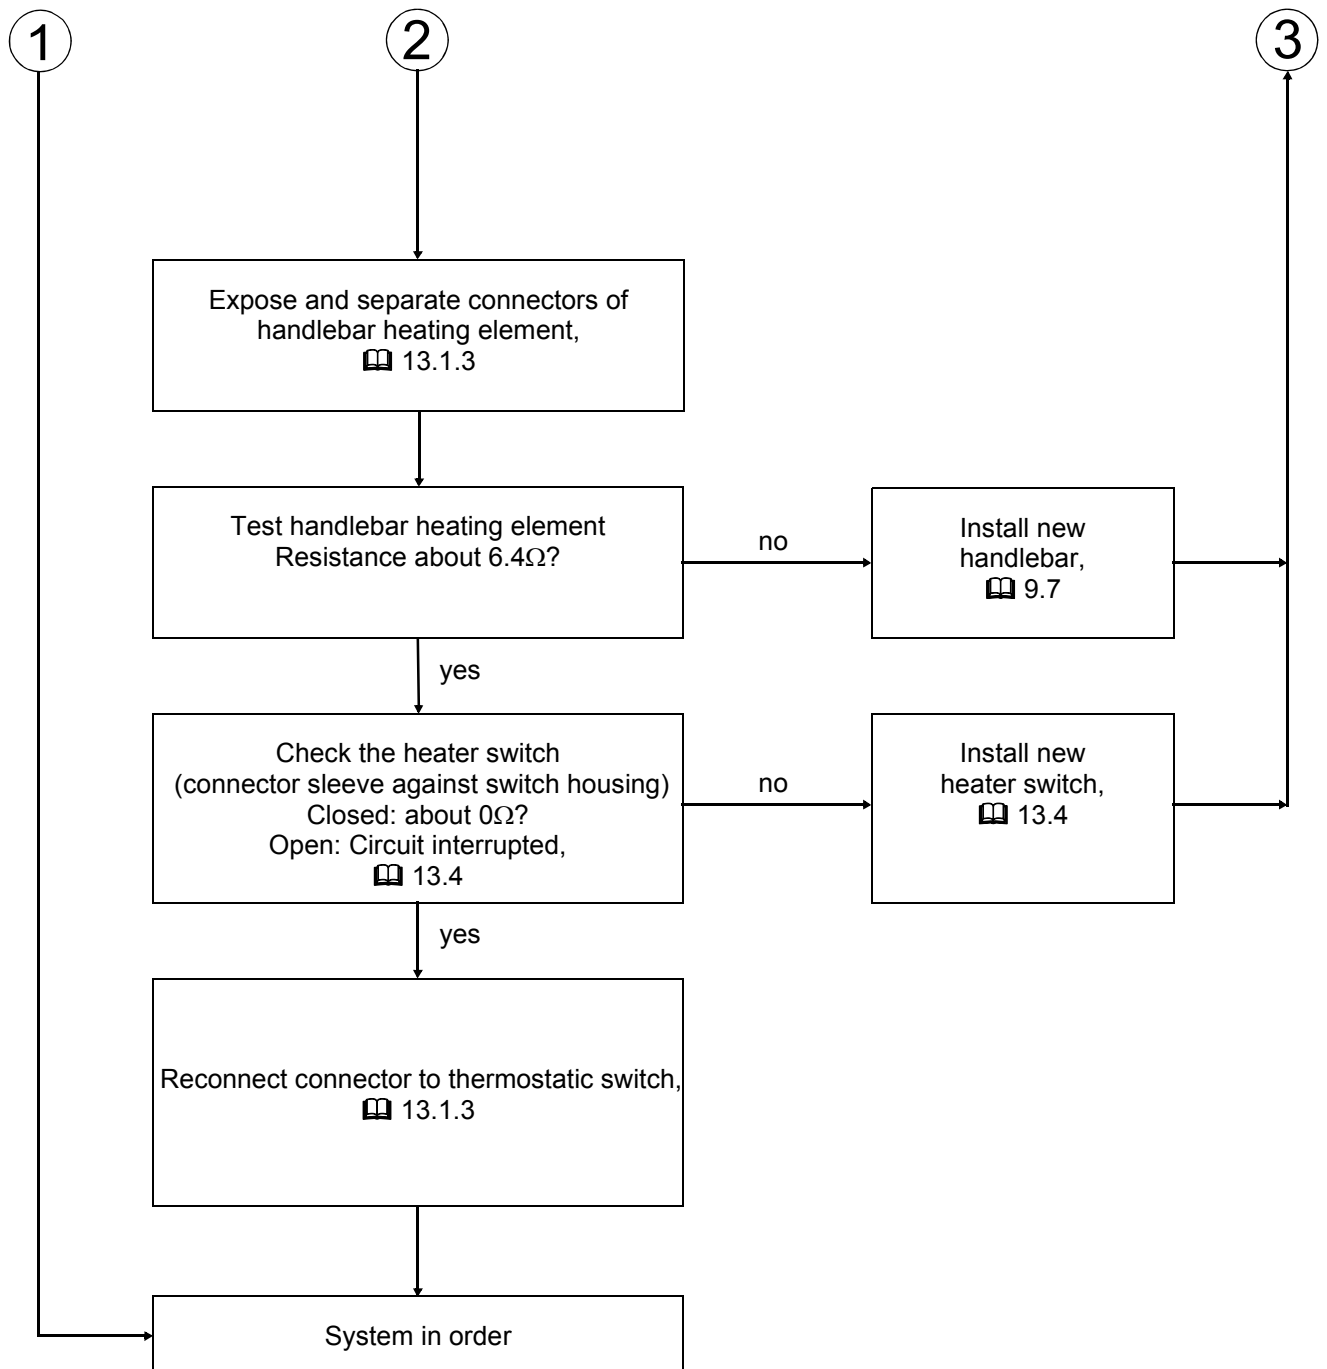 1
2
3
Expose and separate connectors of
handlebar heating element,
13.1.3
Test handlebar heating element
Resistance about 6.4Ω?
no
Install new
handlebar,
9.7
yes
Check the heater switch
(connector sleeve against switch housing)
Closed: about 0Ω?
Open: Circuit interrupted,
13.4
no
Install new
heater switch,
13.4
yes
Reconnect connector to thermostatic switch,
13.1.3
System in order